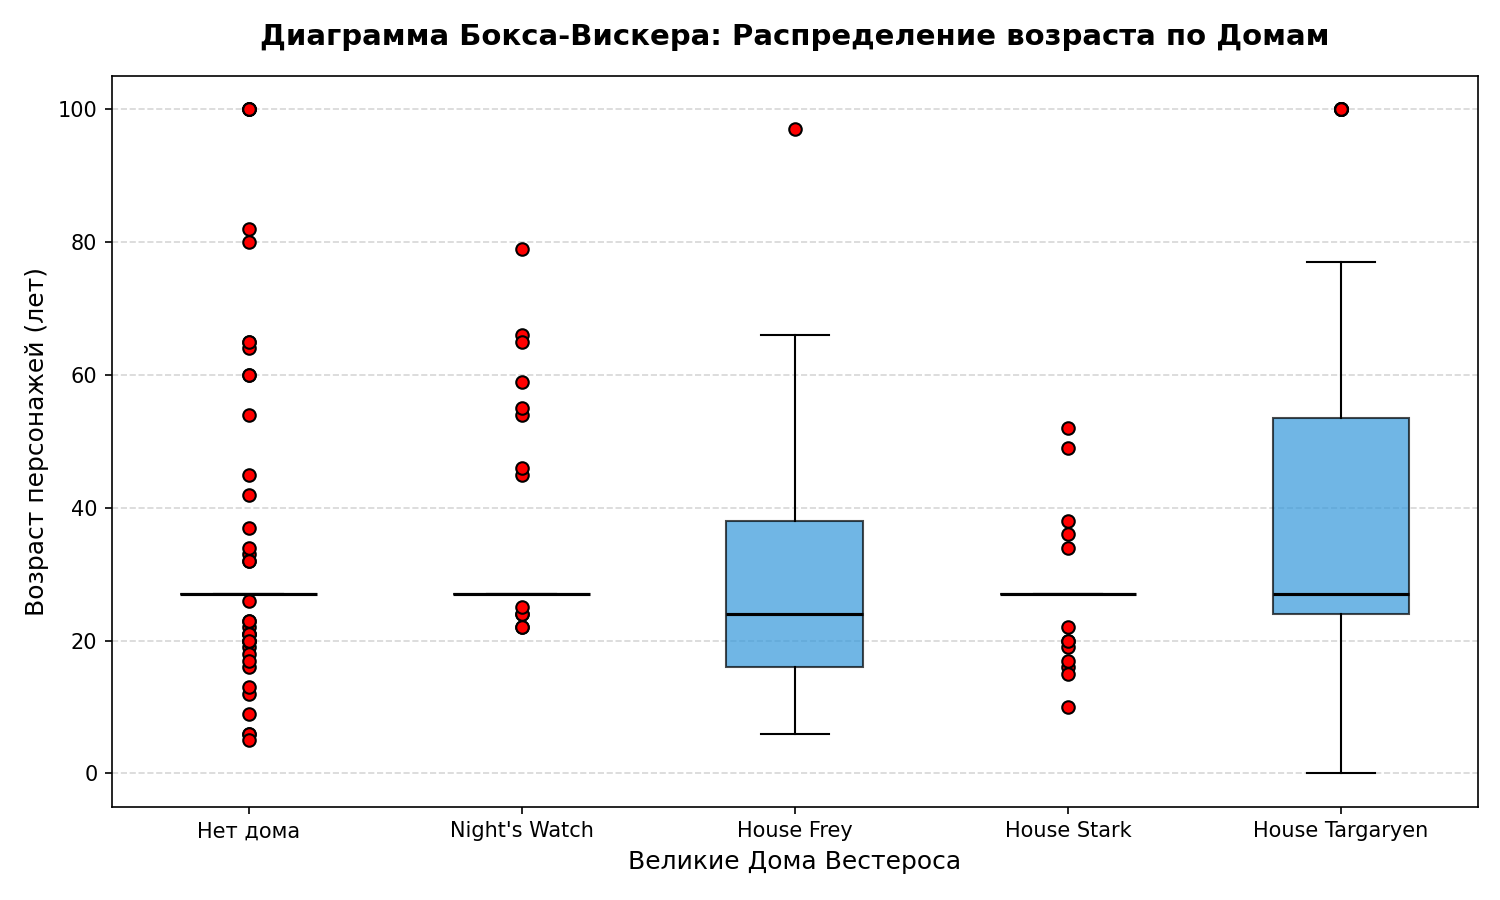 Диаграмма Бокса-Вискера: Распределение возраста по Домам
Возраст персонажей (лет)
100
80
60
40
20
0
Нет дома
Night's Watch
House Frey
House Stark
House Targaryen
Великие Дома Вестероса